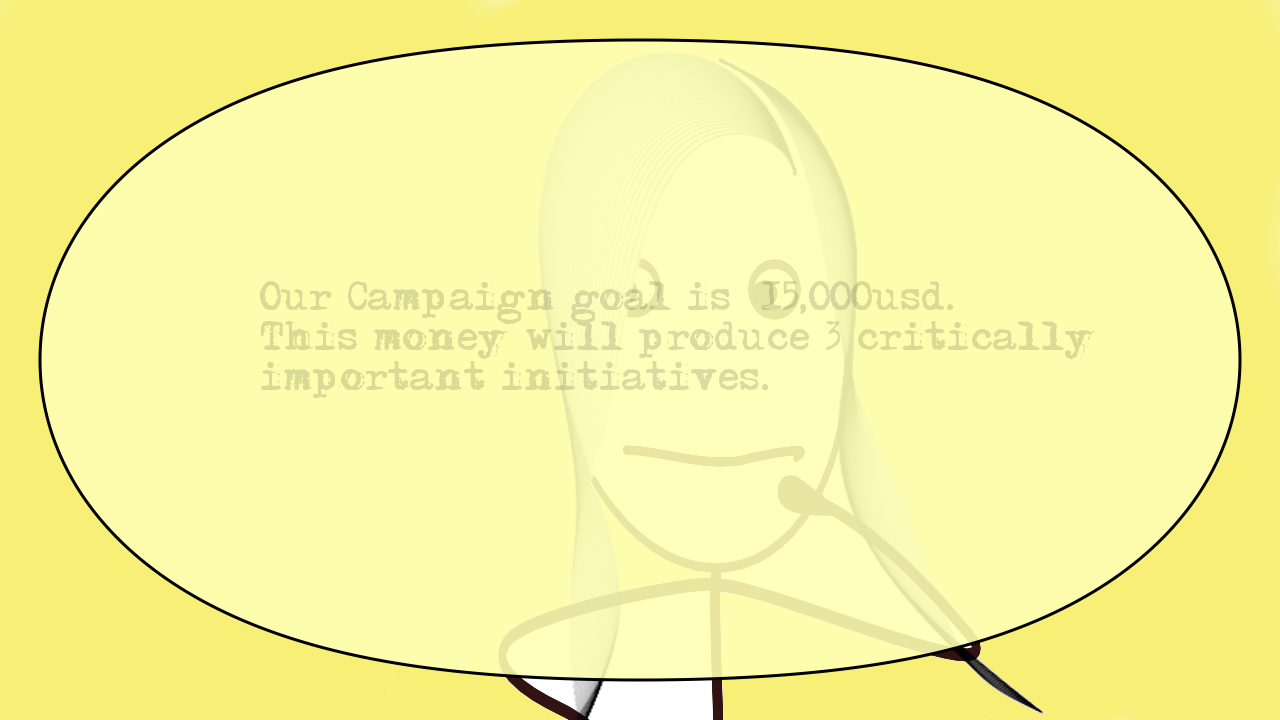 Our Campaign goal is 15,000usd.
This money will produce 3 critically
important initiatives.